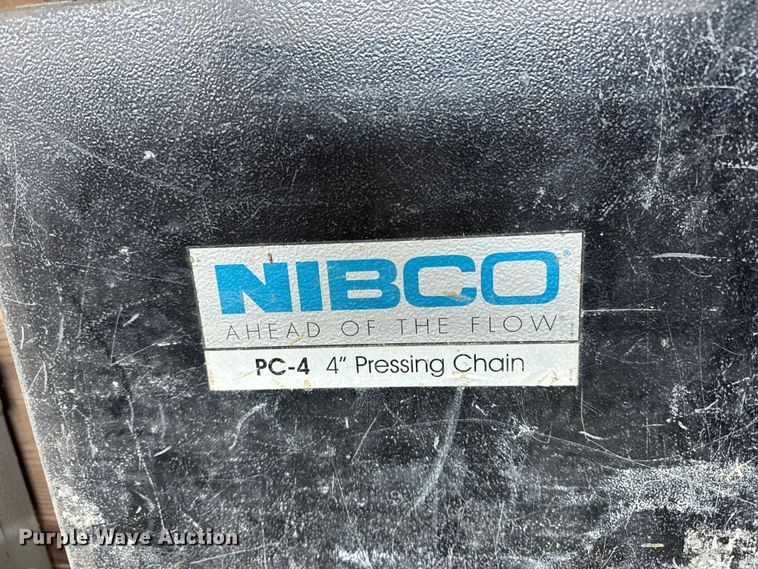 NIBCO®
AHEAD OF THE FLOW
PC-4 4" Pressing Chain
Purple Wave Auction